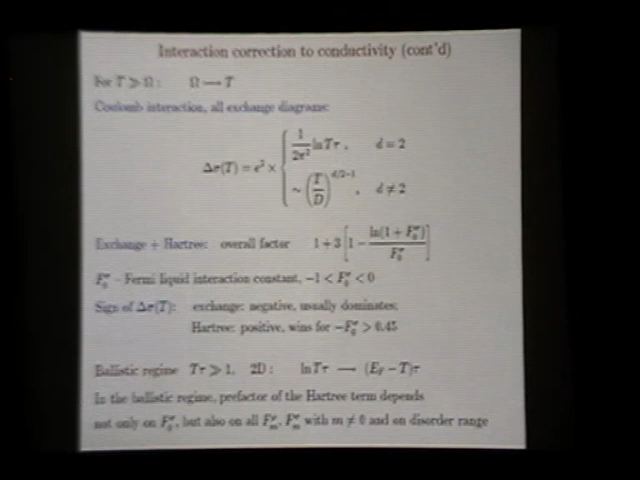 Interaction correction to conductivity (cont'd)
For T ≫ Ω : Ω ⟶ T
Coulomb interaction, all exchange diagrams:
Δσ(T) = e² × { 1/2π² ln Tτ , d = 2
~ (T/D)^{d/2−1} , d ≠ 2
Exchange + Hartree: overall factor 1 + 3 [1 − ln(1 + F₀^σ)/F₀^σ]
F₀^σ – Fermi liquid interaction constant, −1 < F₀^σ < 0
Sign of Δσ(T): exchange: negative, usually dominates;
Hartree: positive, wins for −F₀^σ > 0.45
Ballistic regime Tτ ≫ 1, 2D : ln Tτ ⟶ (E_F − T)τ
In the ballistic regime, prefactor of the Hartree term depends
not only on F₀^σ, but also on all F_m^σ, with m ≠ 0 and on disorder range